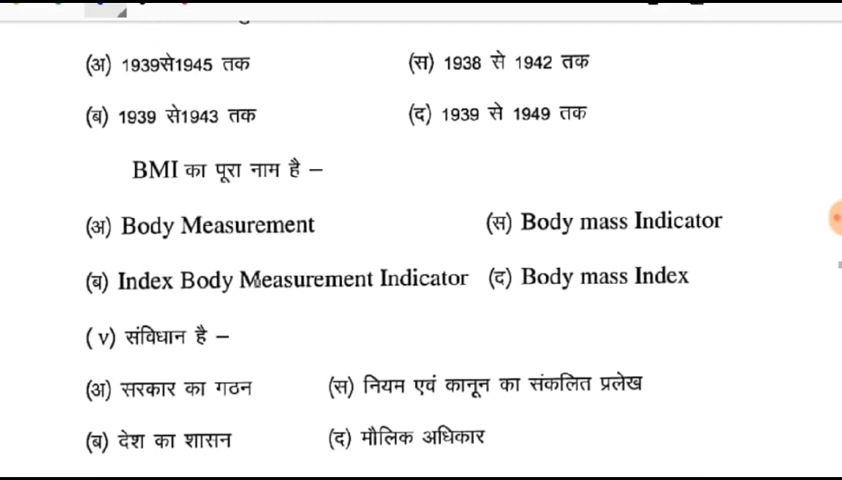 (अ) 1939से1945 तक (स) 1938 से 1942 तक
(ब) 1939 से1943 तक (द) 1939 से 1949 तक
BMI का पूरा नाम है –
(अ) Body Measurement (स) Body mass Indicator
(ब) Index Body Measurement Indicator (द) Body mass Index
( v) संविधान है –
(अ) सरकार का गठन (स) नियम एवं कानून का संकलित प्रलेख
(ब) देश का शासन (द) मौलिक अधिकार